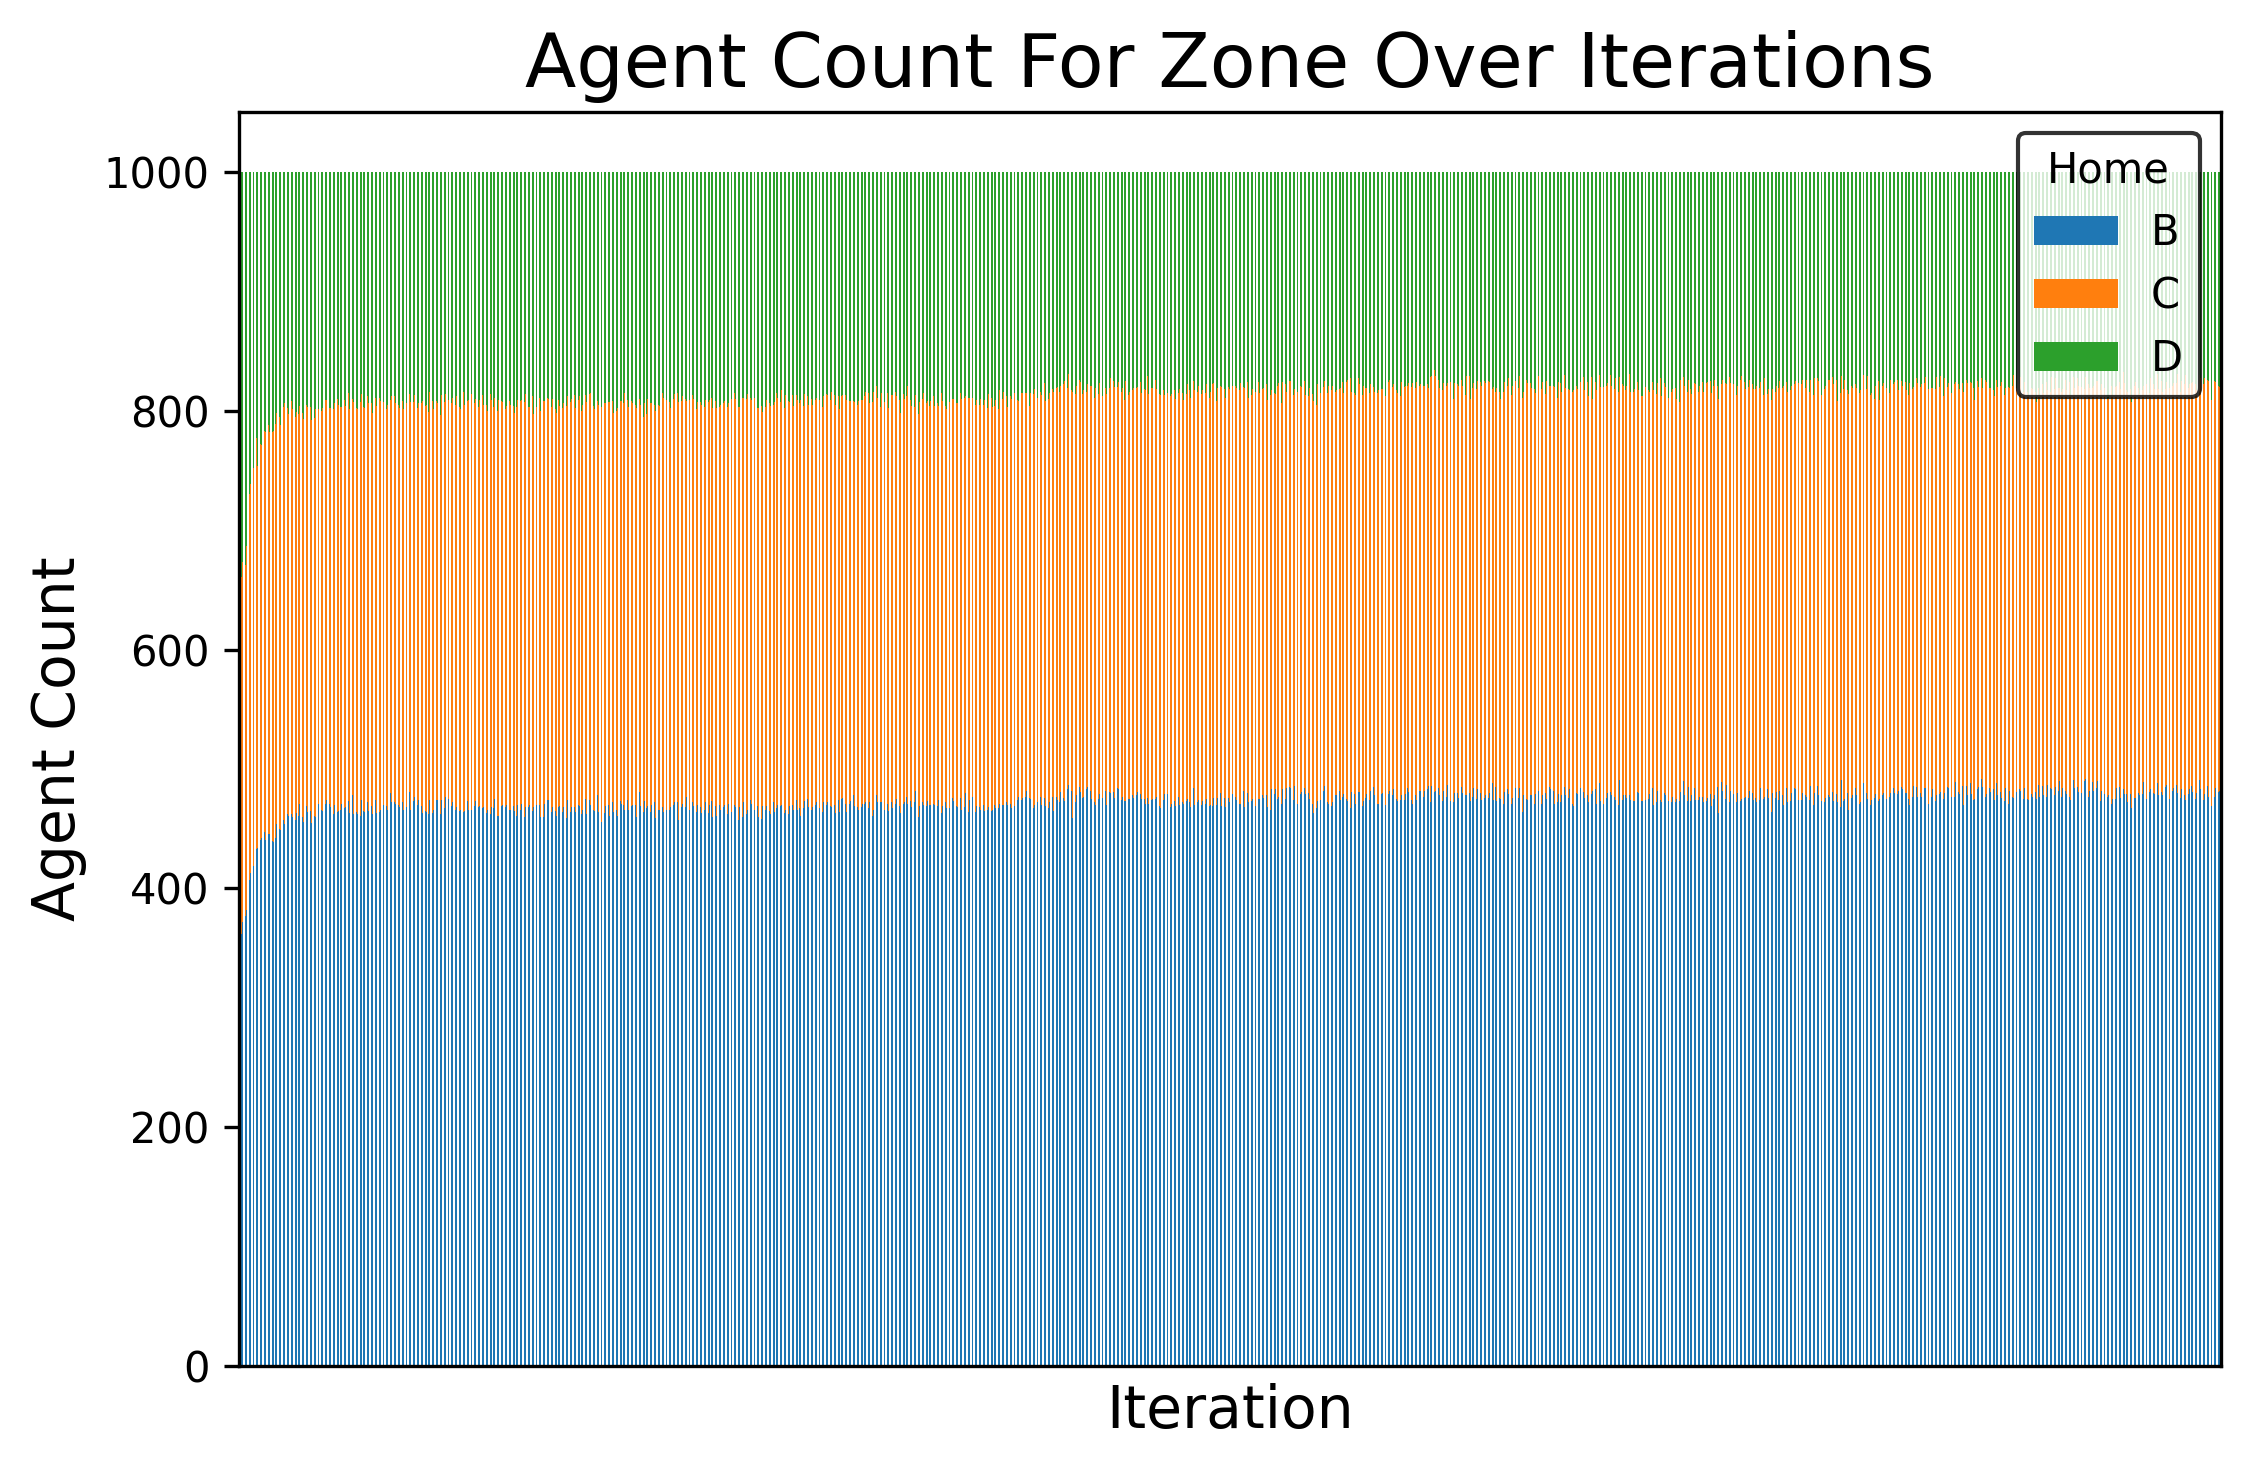 Agent Count For Zone Over Iterations
Agent Count
1000
800
600
400
200
0
Home
B
C
D
Iteration